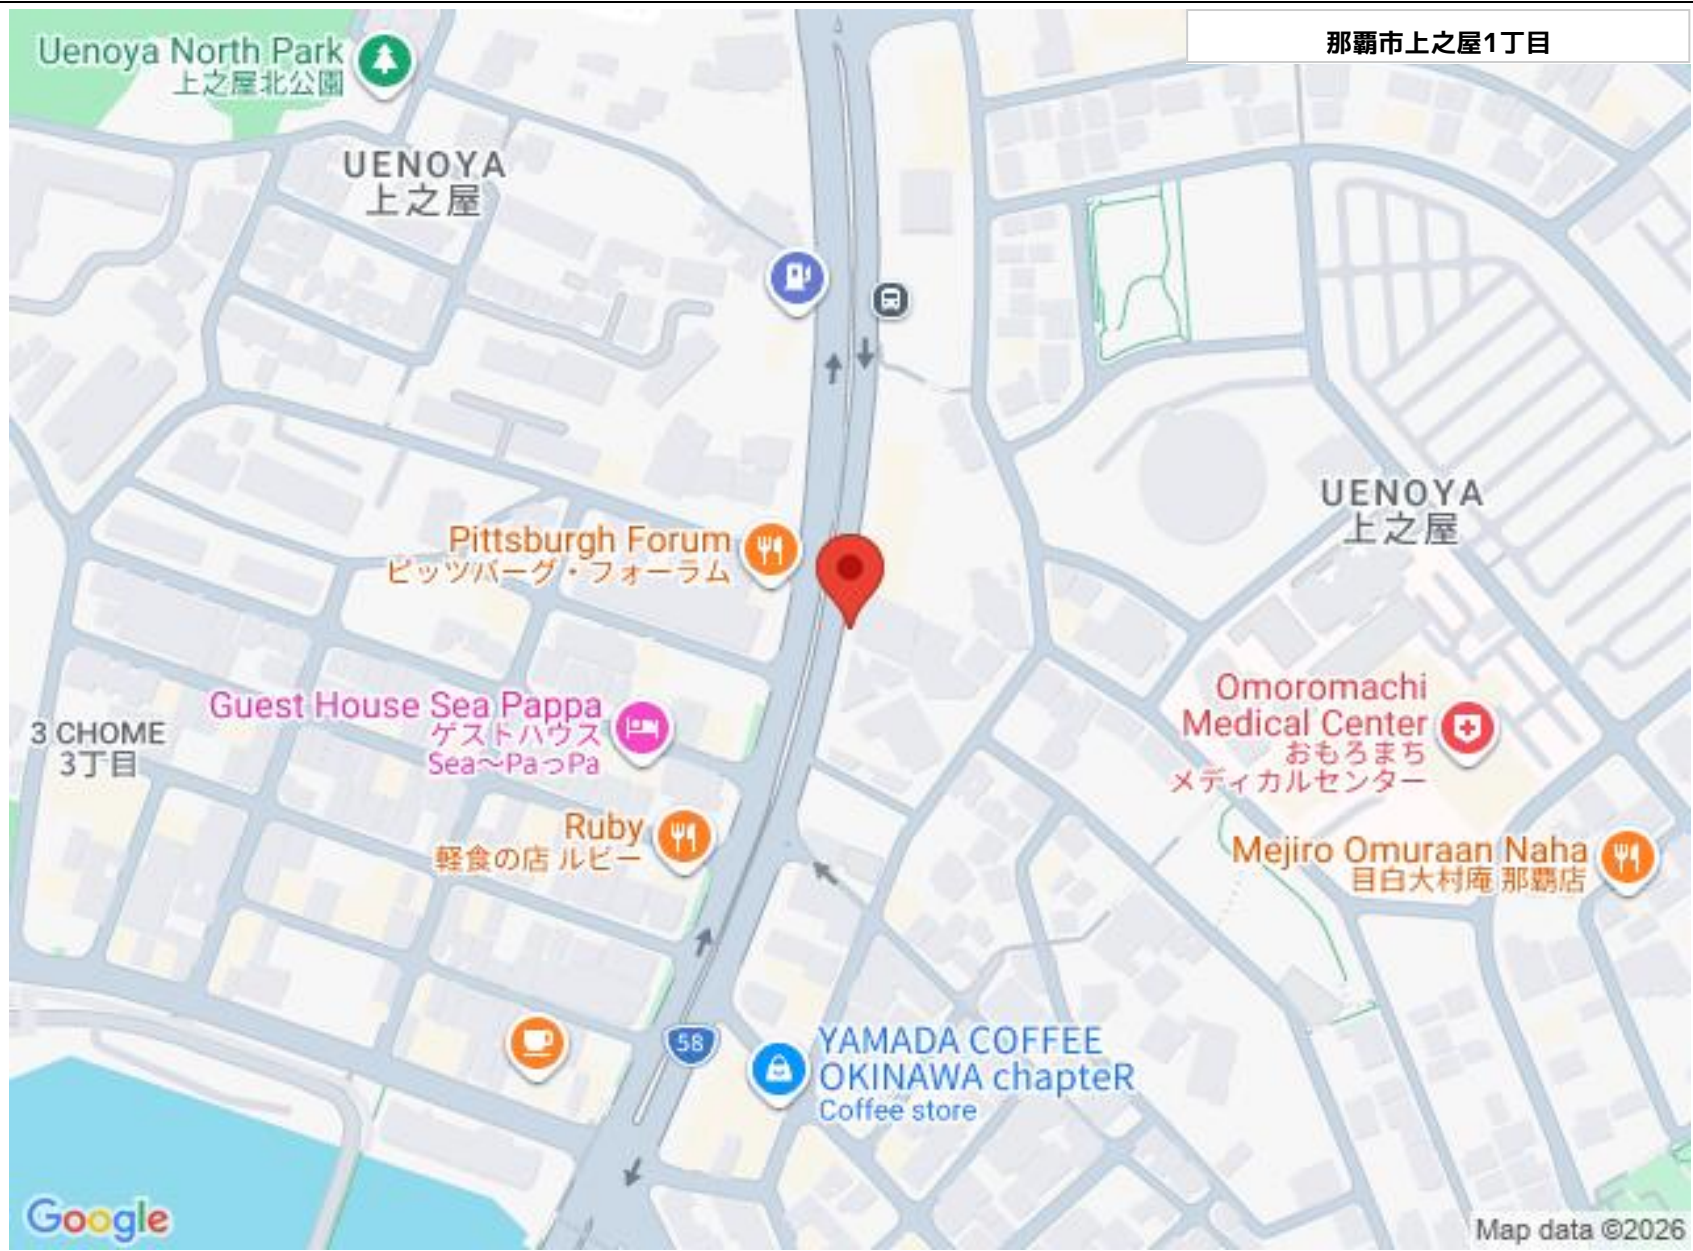 那覇市上之屋1丁目
Uenoya North Park
上之屋北公園
UENOYA
上之屋
UENOYA
上之屋
Pittsburgh Forum
ピッツバーグ・フォーラム
Guest House Sea Pappa
ゲストハウス
Sea～PaっPa
3 CHOME
3丁目
Omoromachi
Medical Center
おもろまち
メディカルセンター
Ruby
軽食の店 ルビー
Mejiro Omuraan Naha
目白大村庵 那覇店
58
YAMADA COFFEE
OKINAWA chapteR
Coffee store
Google
Map data ©2026